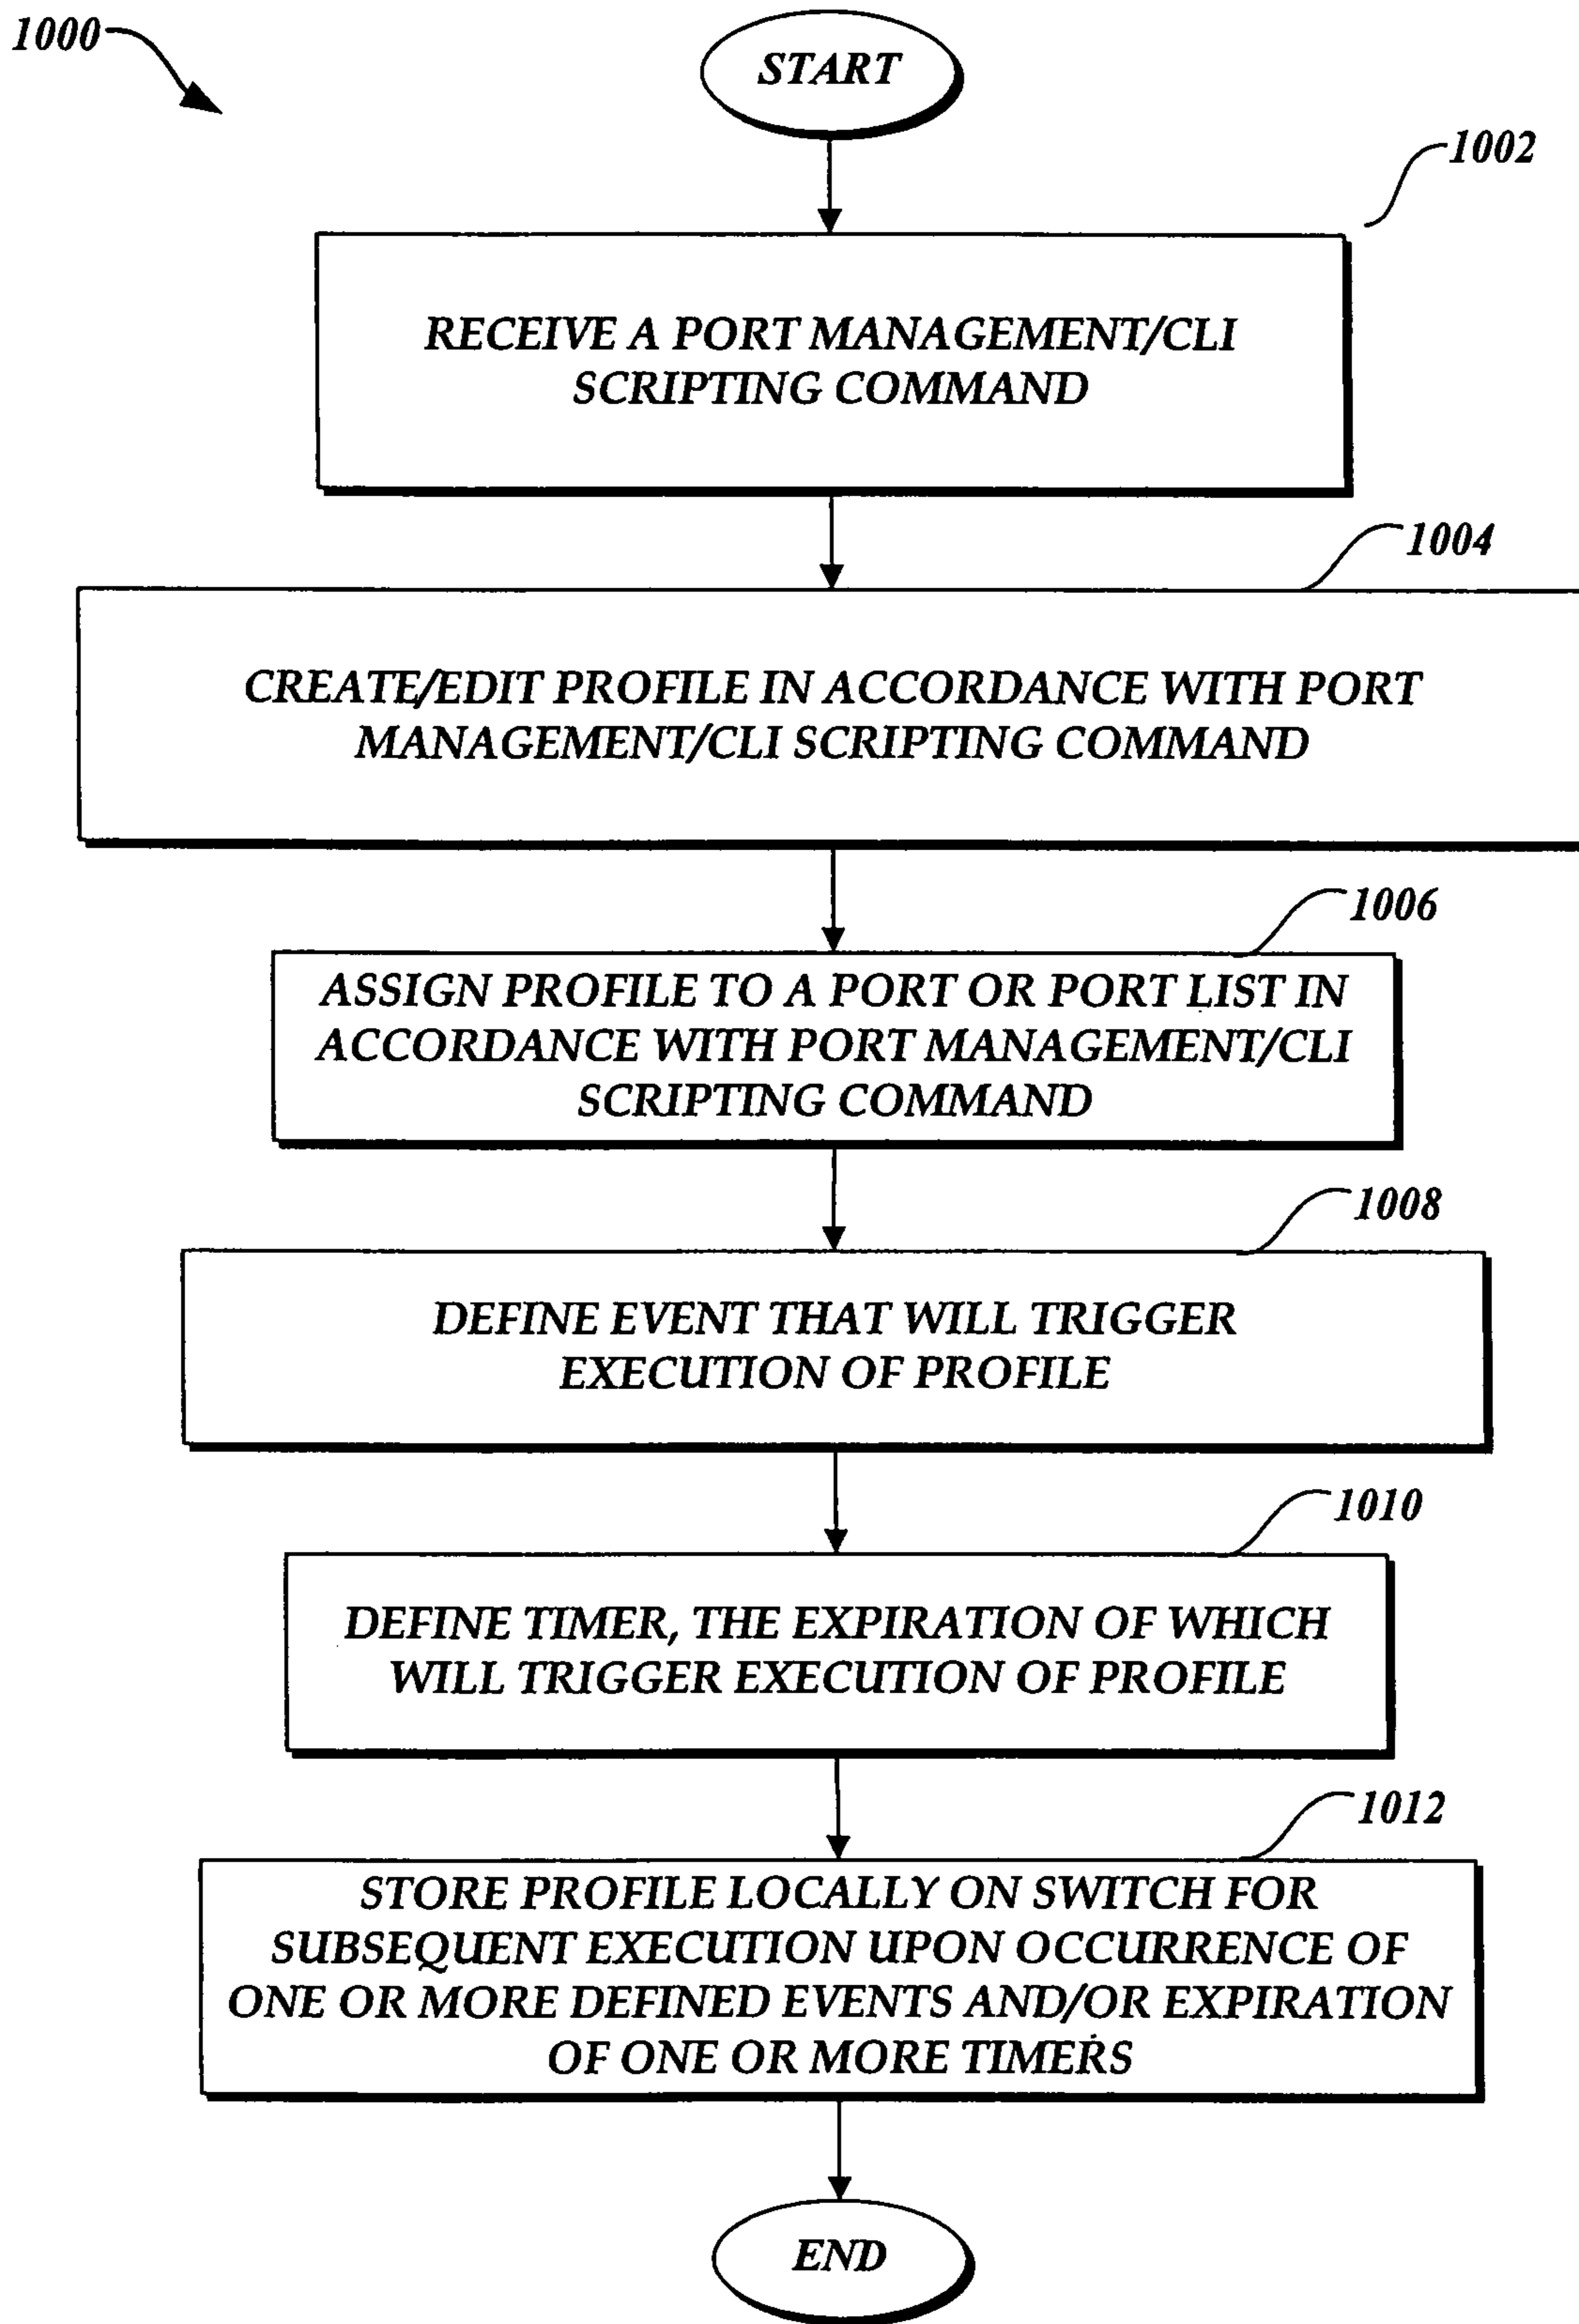 1000
START
1002
RECEIVE A PORT MANAGEMENT/CLI
SCRIPTING COMMAND
1004
CREATE/EDIT PROFILE IN ACCORDANCE WITH PORT
MANAGEMENT/CLI SCRIPTING COMMAND
1006
ASSIGN PROFILE TO A PORT OR PORT LIST IN
ACCORDANCE WITH PORT MANAGEMENT/CLI
SCRIPTING COMMAND
1008
DEFINE EVENT THAT WILL TRIGGER
EXECUTION OF PROFILE
1010
DEFINE TIMER, THE EXPIRATION OF WHICH
WILL TRIGGER EXECUTION OF PROFILE
1012
STORE PROFILE LOCALLY ON SWITCH FOR
SUBSEQUENT EXECUTION UPON OCCURRENCE OF
ONE OR MORE DEFINED EVENTS AND/OR EXPIRATION
OF ONE OR MORE TIMERS
END